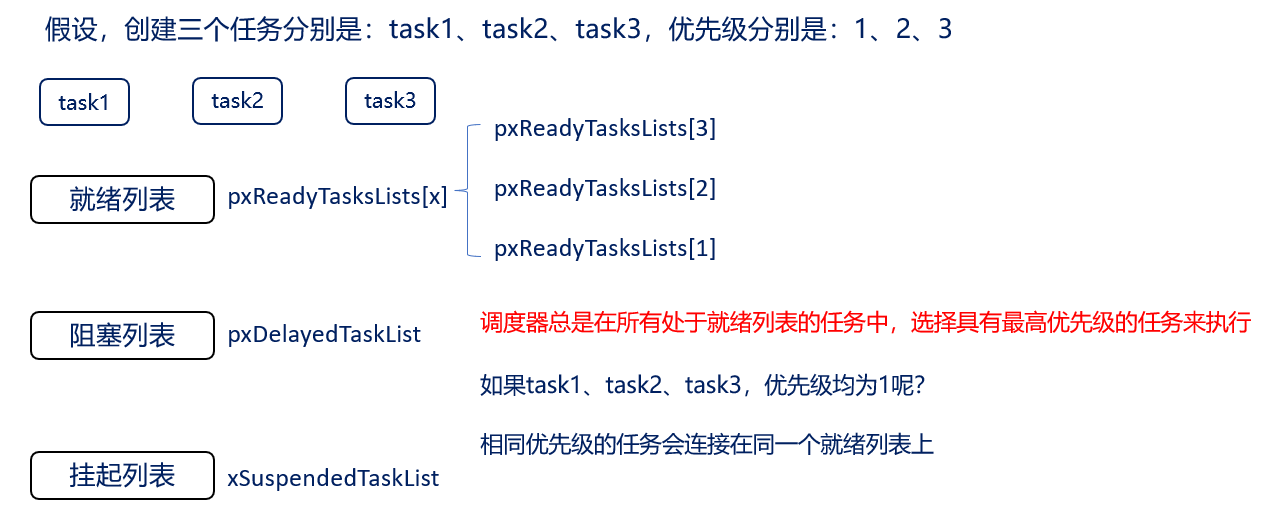 假设，创建三个任务分别是：task1、task2、task3，优先级分别是：1、2、3
task1
task2
task3
就绪列表
pxReadyTasksLists[x]
pxReadyTasksLists[3]
pxReadyTasksLists[2]
pxReadyTasksLists[1]
阻塞列表
pxDelayedTaskList
调度器总是在所有处于就绪列表的任务中，选择具有最高优先级的任务来执行
如果task1、task2、task3，优先级均为1呢？
相同优先级的任务会连接在同一个就绪列表上
挂起列表
xSuspendedTaskList